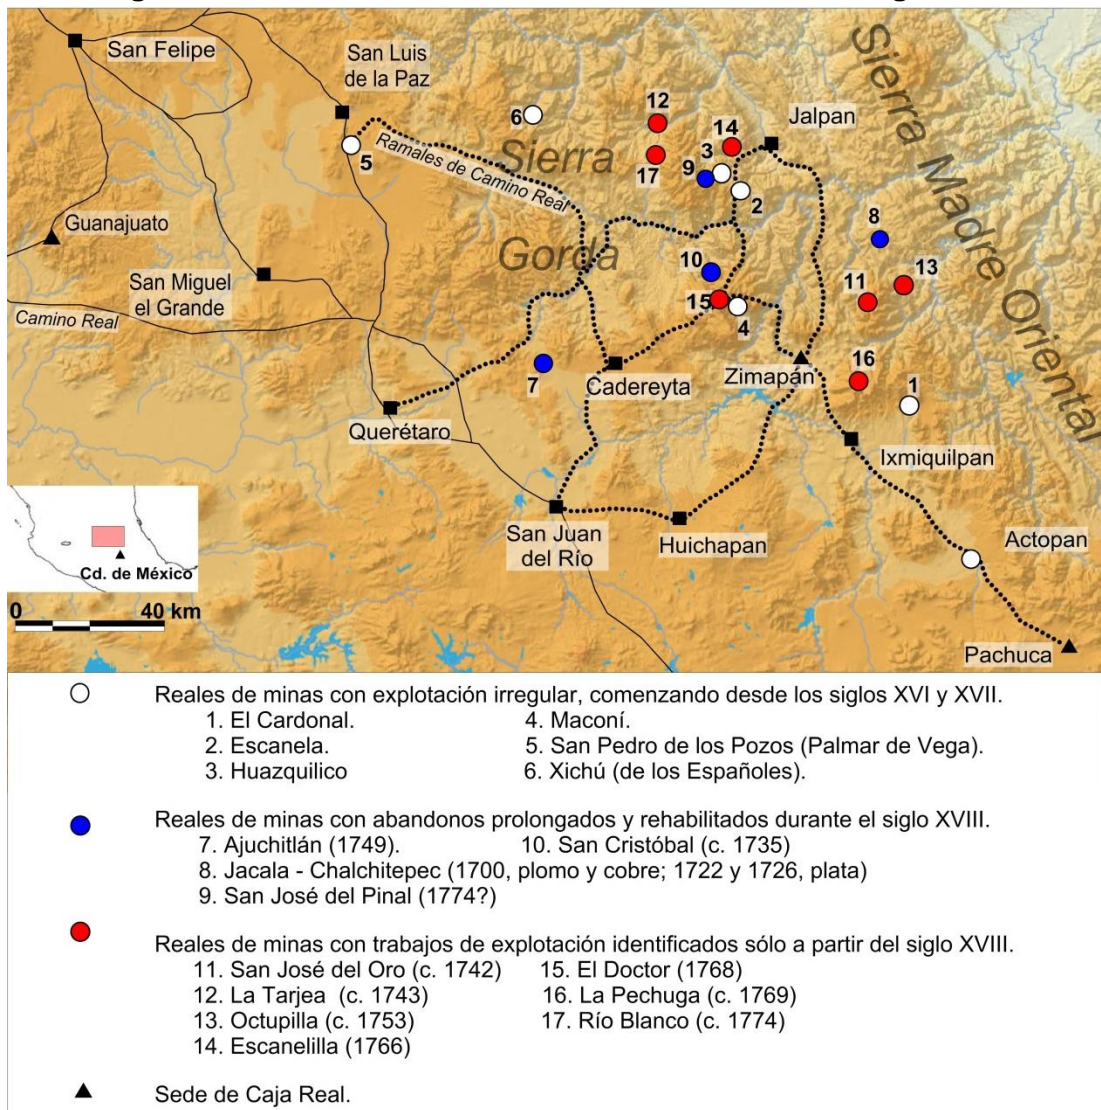 San Felipe
San Luis
de la Paz
12
6
14
Jalpan
3
5
Ramales de Camino Real
Sierra
17
9
2
Sierra Madre Oriental
Guanajuato
8
Gorda
10
13
San Miguel
el Grande
11
15
4
Camino Real
16
7
Cadereyta
Zimapán
1
Querétaro
Ixmiquilpan
San Juan
del Río
Huichapan
Actopan
Cd. de México
0 40 km
Pachuca
Reales de minas con explotación irregular, comenzando desde los siglos XVI y XVII.
1. El Cardonal. 4. Maconí.
2. Escanela. 5. San Pedro de los Pozos (Palmar de Vega).
3. Huazquilico 6. Xichú (de los Españoles).
Reales de minas con abandonos prolongados y rehabilitados durante el siglo XVIII.
7. Ajuchitlán (1749). 10. San Cristóbal (c. 1735)
8. Jacala - Chalchitepec (1700, plomo y cobre; 1722 y 1726, plata)
9. San José del Pinal (1774?)
Reales de minas con trabajos de explotación identificados sólo a partir del siglo XVIII.
11. San José del Oro (c. 1742) 15. El Doctor (1768)
12. La Tarjea (c. 1743) 16. La Pechuga (c. 1769)
13. Octupilla (c. 1753) 17. Río Blanco (c. 1774)
14. Escanelilla (1766)
Sede de Caja Real.